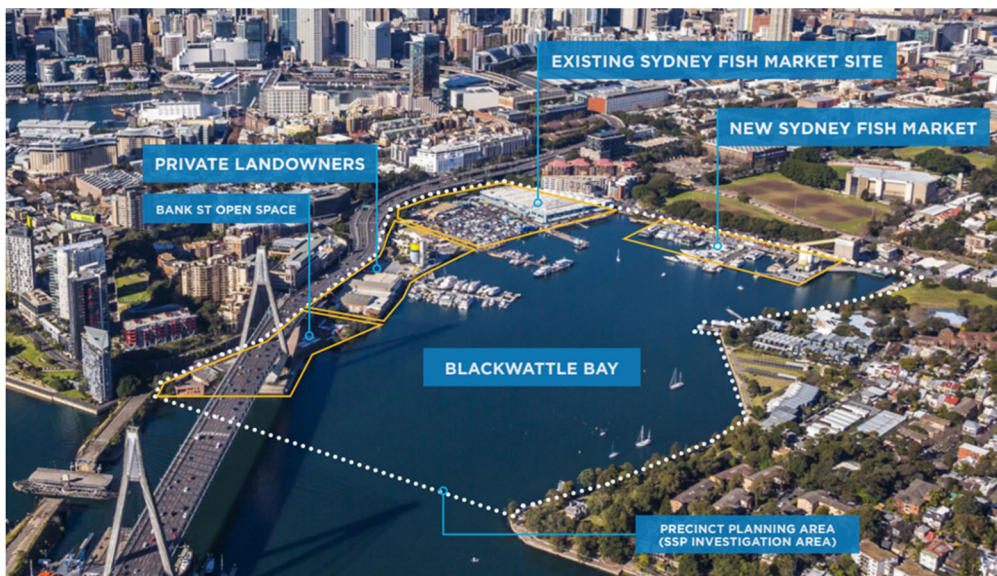 EXISTING SYDNEY FISH MARKET SITE
NEW SYDNEY FISH MARKET
PRIVATE LANDOWNERS
BANK ST OPEN SPACE
BLACKWATTLE BAY
PRECINCT PLANNING AREA
(SSP INVESTIGATION AREA)